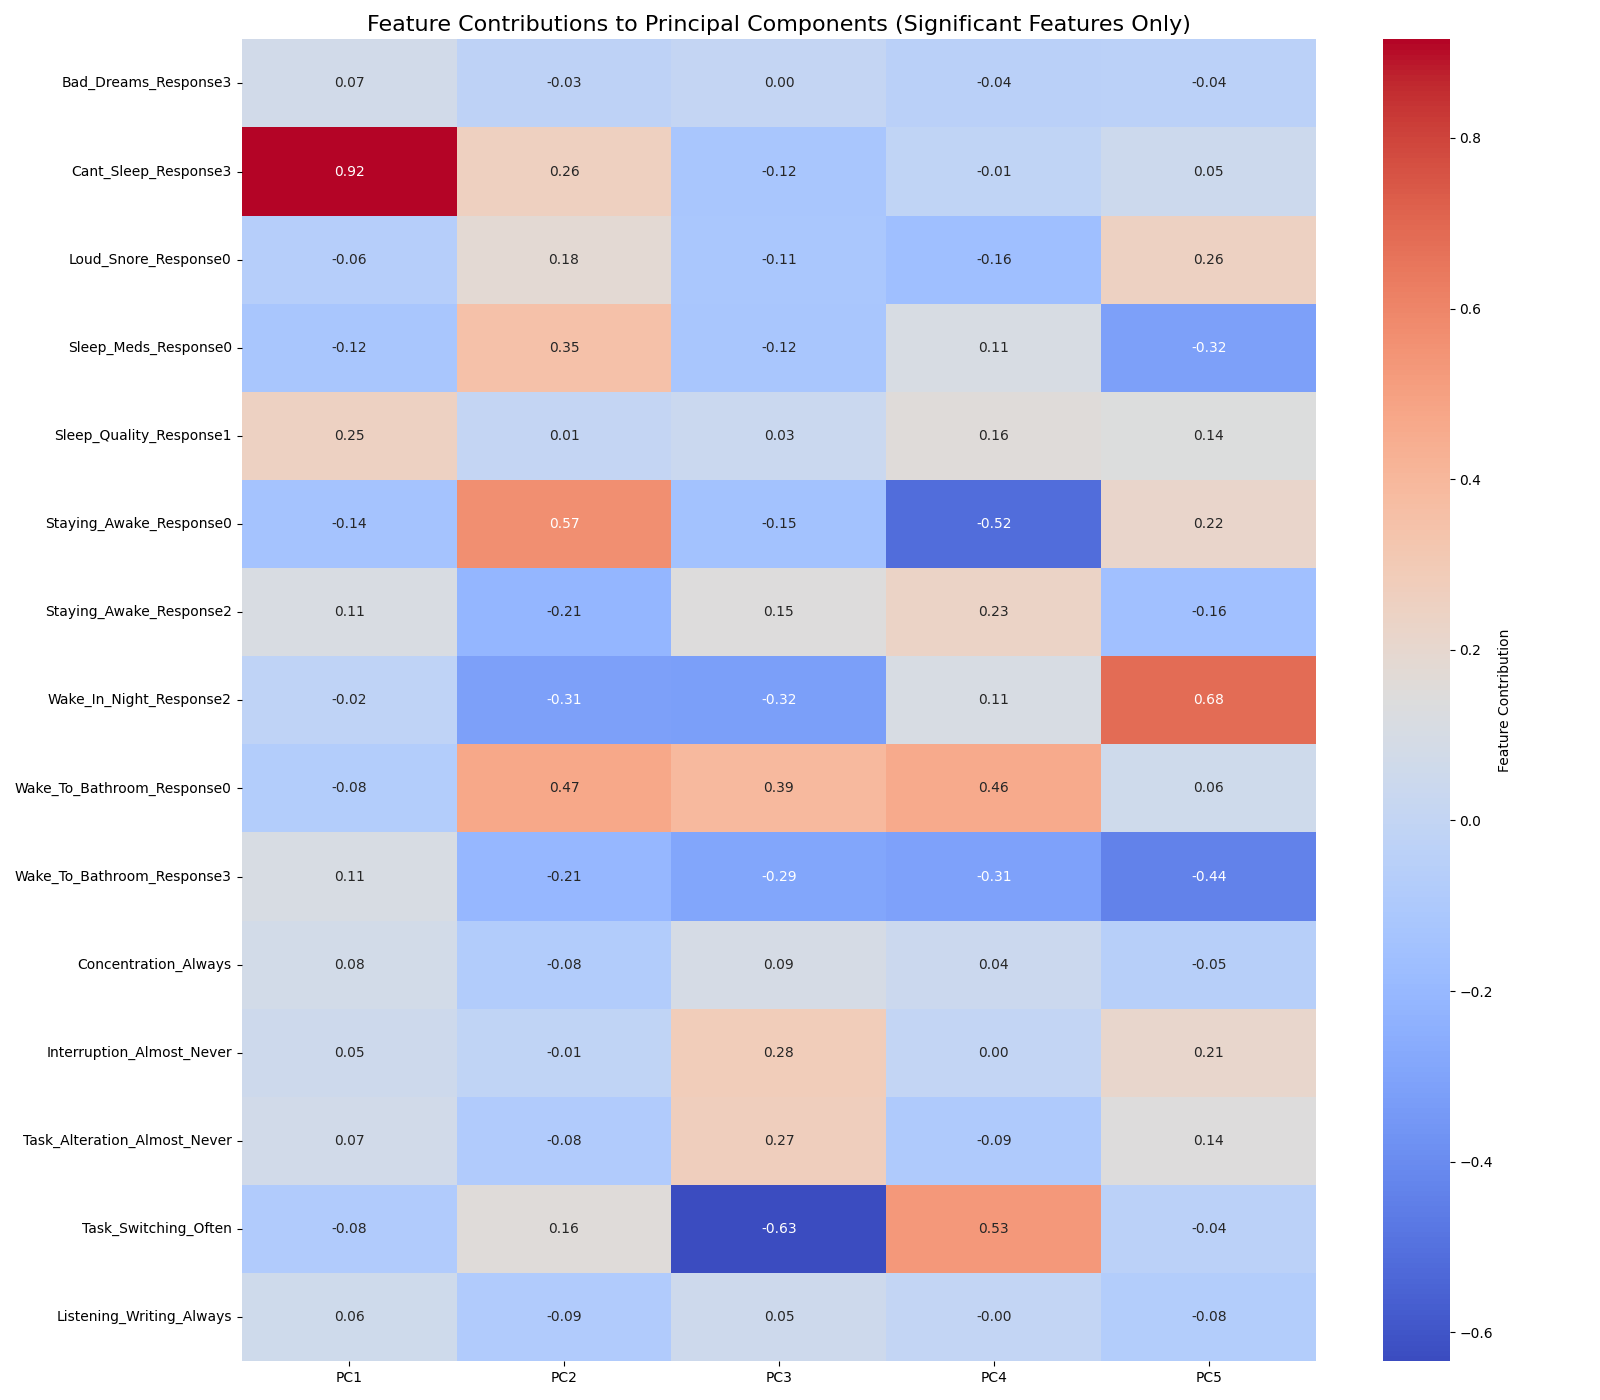 Feature Contributions to Principal Components (Significant Features Only)
Bad_Dreams_Response3 0.07 -0.03 0.00 -0.04 -0.04
Cant_Sleep_Response3 0.92 0.26 -0.12 -0.01 0.05
Loud_Snore_Response0 -0.06 0.18 -0.11 -0.16 0.26
Sleep_Meds_Response0 -0.12 0.35 -0.12 0.11 -0.32
Sleep_Quality_Response1 0.25 0.01 0.03 0.16 0.14
Staying_Awake_Response0 -0.14 0.57 -0.15 -0.52 0.22
Staying_Awake_Response2 0.11 -0.21 0.15 0.23 -0.16
Wake_In_Night_Response2 -0.02 -0.31 -0.32 0.11 0.68
Wake_To_Bathroom_Response0 -0.08 0.47 0.39 0.46 0.06
Wake_To_Bathroom_Response3 0.11 -0.21 -0.29 -0.31 -0.44
Concentration_Always 0.08 -0.08 0.09 0.04 -0.05
Interruption_Almost_Never 0.05 -0.01 0.28 0.00 0.21
Task_Alteration_Almost_Never 0.07 -0.08 0.27 -0.09 0.14
Task_Switching_Often -0.08 0.16 -0.63 0.53 -0.04
Listening_Writing_Always 0.06 -0.09 0.05 -0.00 -0.08
PC1 PC2 PC3 PC4 PC5
0.8
0.6
0.4
0.2
0.0
−0.2
−0.4
−0.6
Feature Contribution